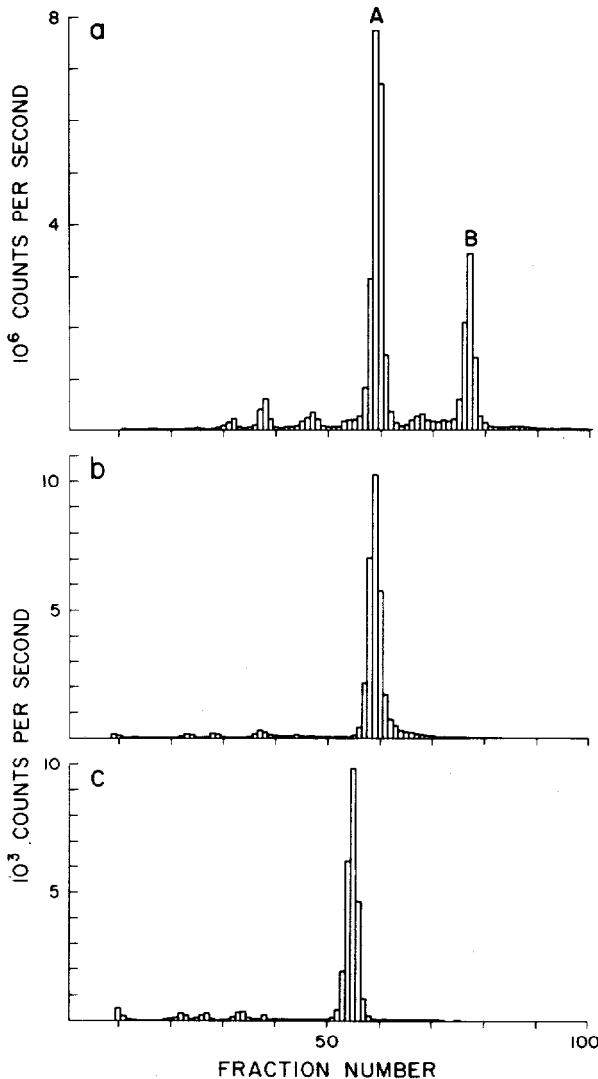 a
A
B
8
4
10⁶ COUNTS PER SECOND
b
10
5
c
10
5
10³ COUNTS PER SECOND
50
100
FRACTION NUMBER